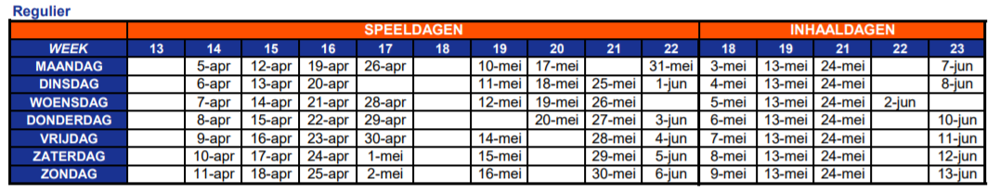 Regulier
SPEELDAGEN INHAALDAGEN
WEEK 13 14 15 16 17 18 19 20 21 22 18 19 21 22 23
MAANDAG 5-apr 12-apr 19-apr 26-apr 10-mei 17-mei 31-mei 3-mei 13-mei 24-mei 7-jun
DINSDAG 6-apr 13-apr 20-apr 11-mei 18-mei 25-mei 1-jun 4-mei 13-mei 24-mei 8-jun
WOENSDAG 7-apr 14-apr 21-apr 28-apr 12-mei 19-mei 26-mei 5-mei 13-mei 24-mei 2-jun
DONDERDAG 8-apr 15-apr 22-apr 29-apr 20-mei 27-mei 3-jun 6-mei 13-mei 24-mei 10-jun
VRIJDAG 9-apr 16-apr 23-apr 30-apr 14-mei 28-mei 4-jun 7-mei 13-mei 24-mei 11-jun
ZATERDAG 10-apr 17-apr 24-apr 1-mei 15-mei 29-mei 5-jun 8-mei 13-mei 24-mei 12-jun
ZONDAG 11-apr 18-apr 25-apr 2-mei 16-mei 30-mei 6-jun 9-mei 13-mei 24-mei 13-jun